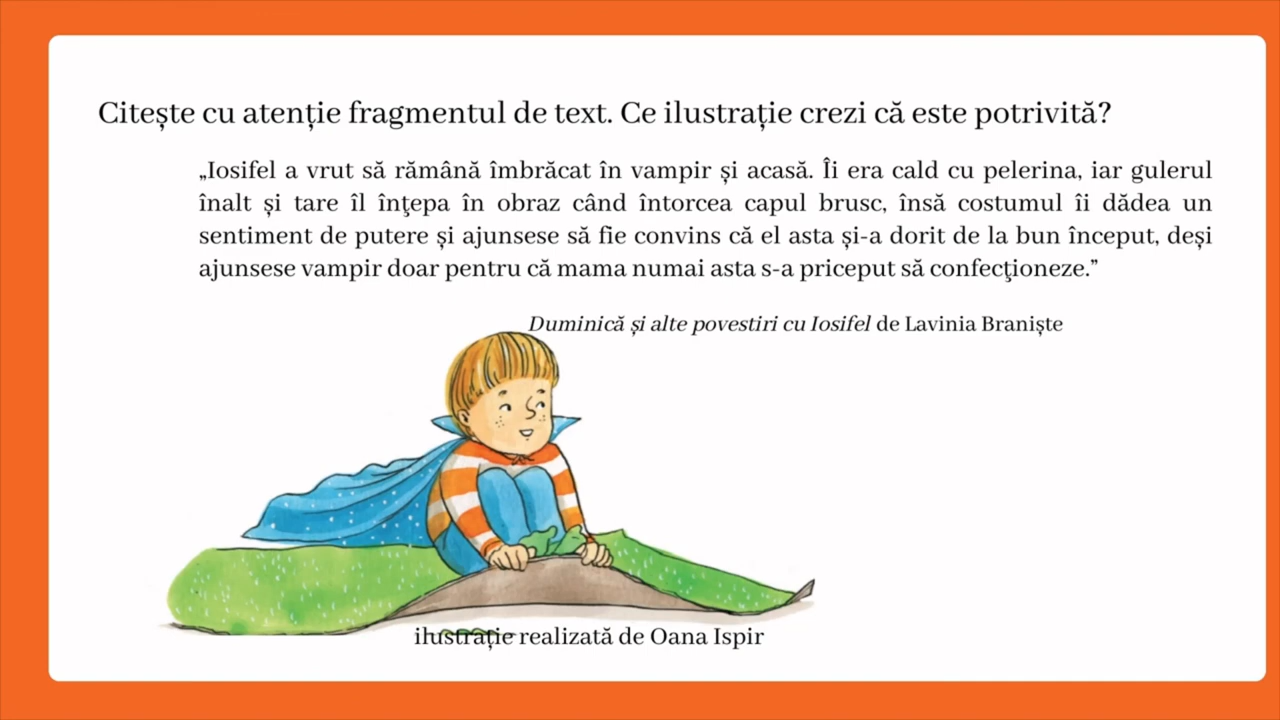 Citește cu atenție fragmentul de text. Ce ilustrație crezi că este potrivită?
„Iosifel a vrut să rămână îmbrăcat în vampir și acasă. Îi era cald cu pelerina, iar gulerul
înalt și tare îl înţepa în obraz când întorcea capul brusc, însă costumul îi dădea un
sentiment de putere și ajunsese să fie convins că el asta și-a dorit de la bun început, deși
ajunsese vampir doar pentru că mama numai asta s-a priceput să confecţioneze.”
Duminică și alte povestiri cu Iosifel de Lavinia Braniște
ilustrație realizată de Oana Ispir